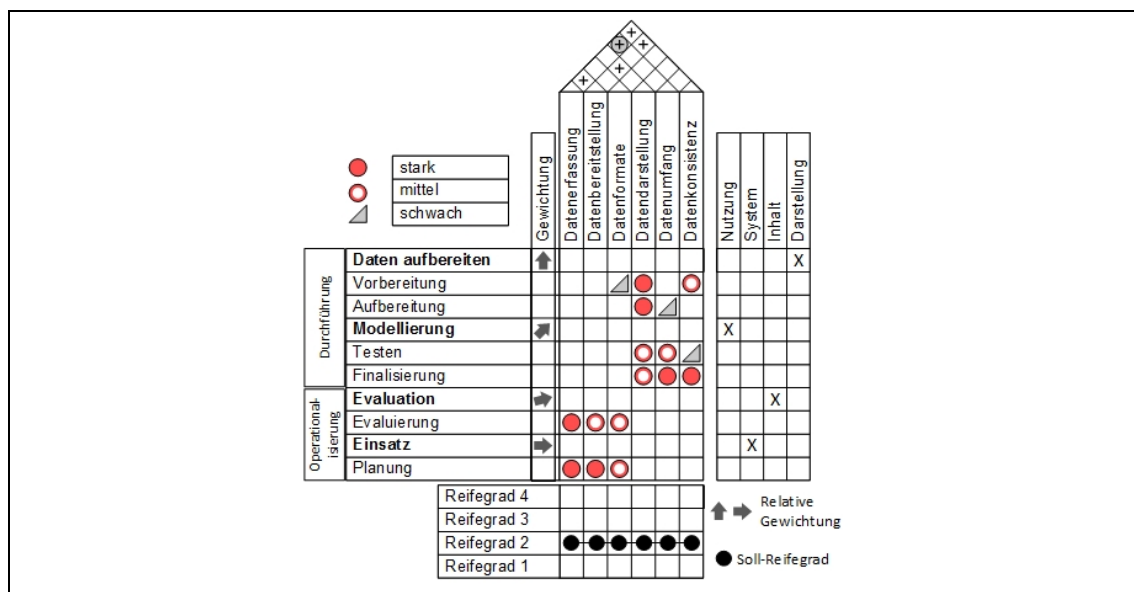 +
+ +
+ +
stark
mittel
schwach
Gewichtung
Datenerfassung
Datenbereitstellung
Datenformate
Datendarstellung
Datenumfang
Datenkonsistenz
Nutzung
System
Inhalt
Darstellung
Durchführung
Daten aufbereiten X
Vorbereitung
Aufbereitung
Modellierung X
Testen
Finalisierung
Operational-
isierung
Evaluation X
Evaluierung
Einsatz X
Planung
Reifegrad 4
Reifegrad 3
Reifegrad 2
Reifegrad 1
Relative
Gewichtung
Soll-Reifegrad